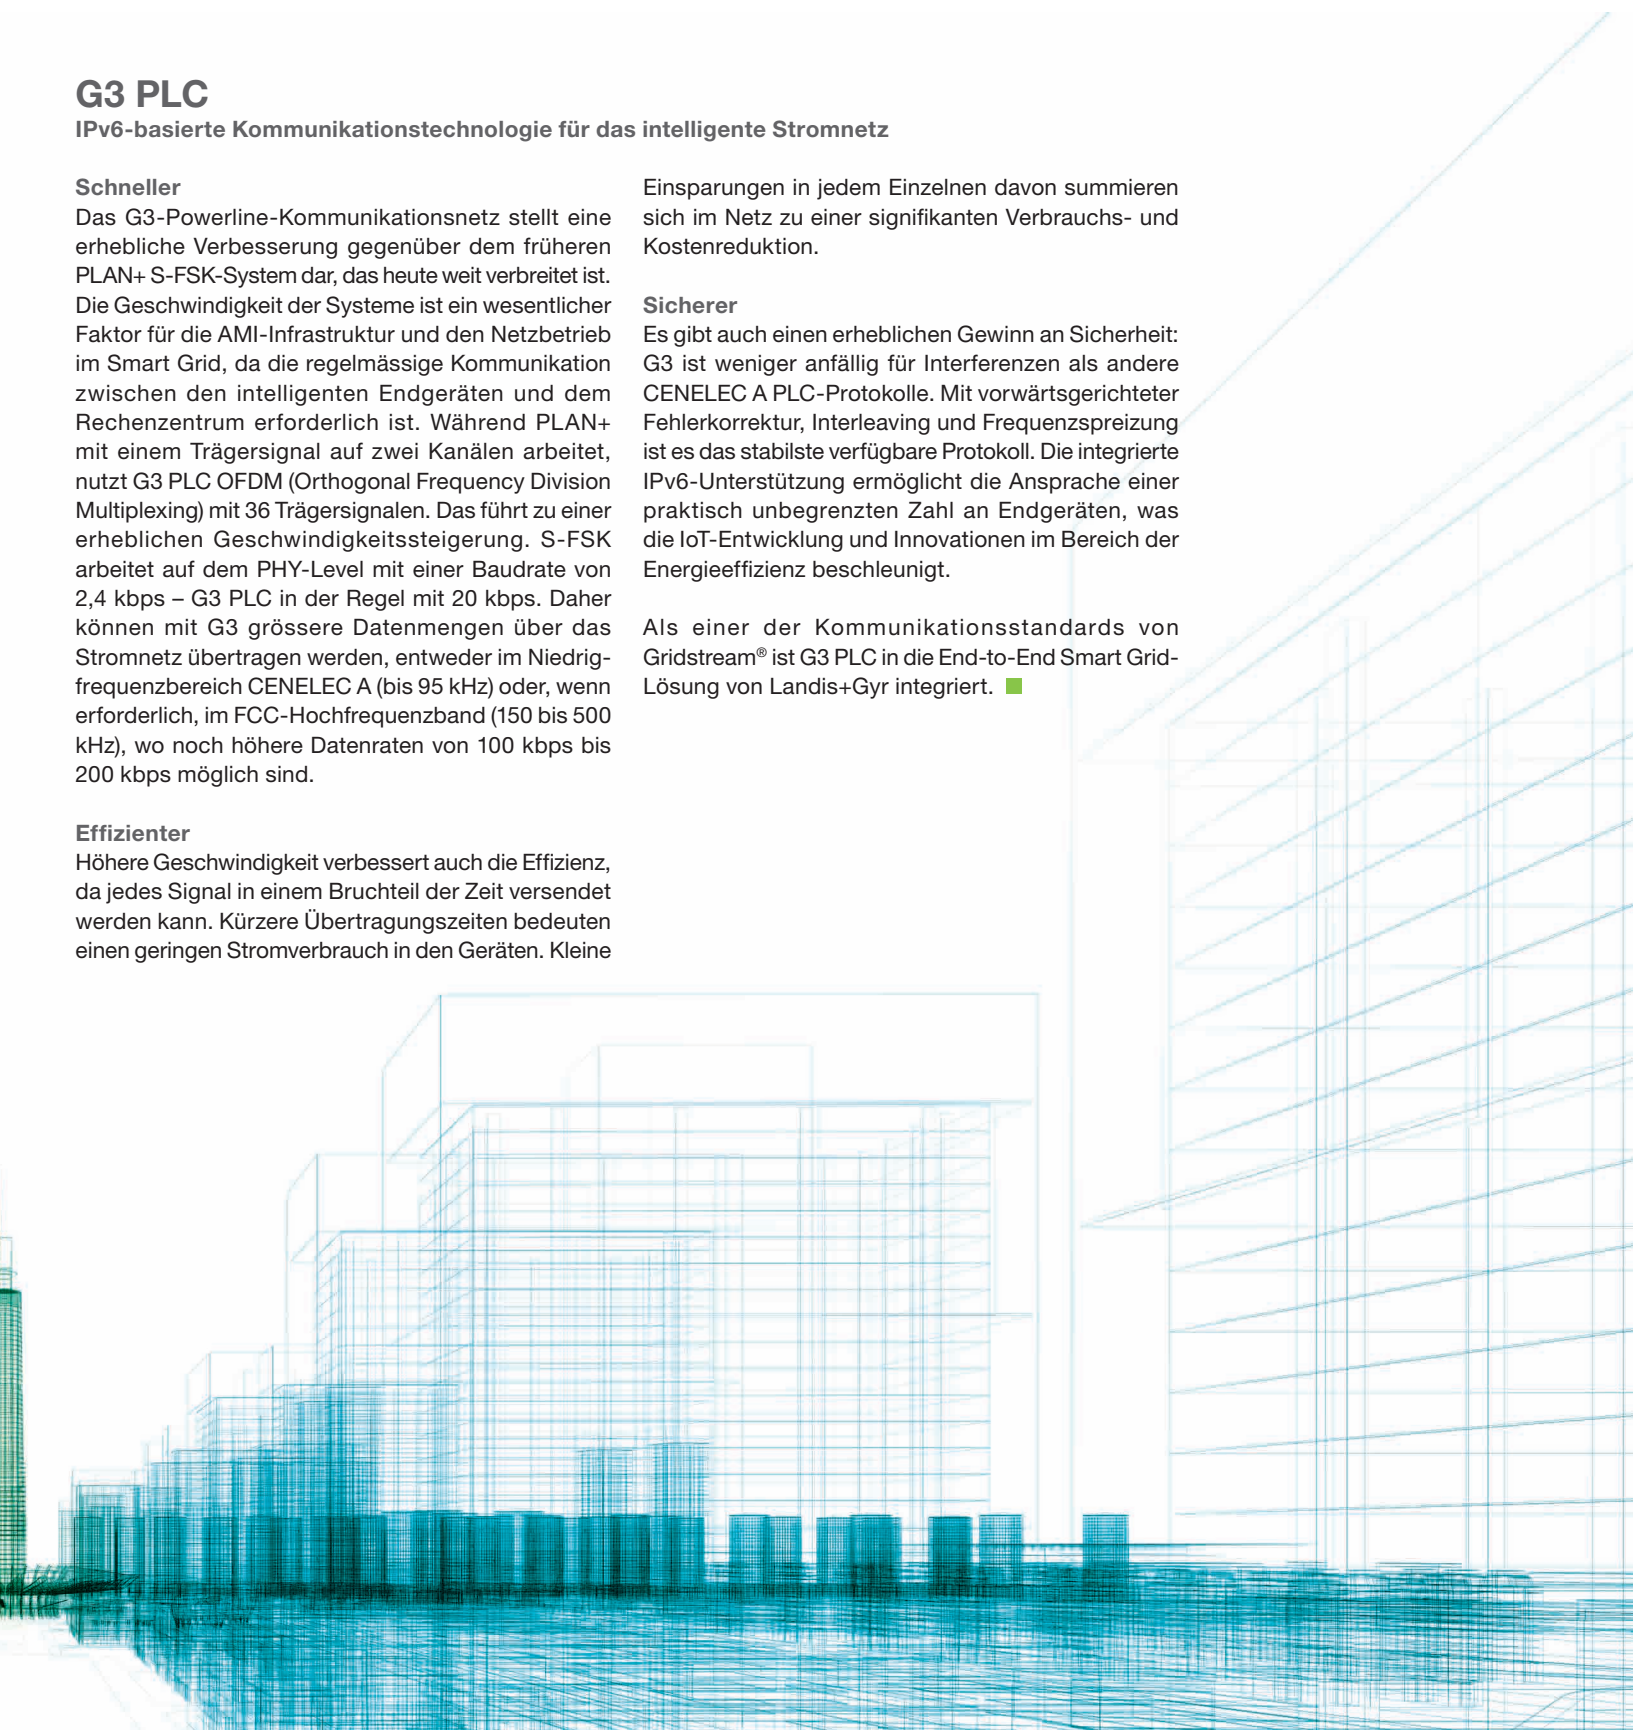 G3 PLC
IPv6-basierte Kommunikationstechnologie für das intelligente Stromnetz
Schneller
Das G3-Powerline-Kommunikationsnetz stellt eine
erhebliche Verbesserung gegenüber dem früheren
PLAN+ S-FSK-System dar, das heute weit verbreitet ist.
Die Geschwindigkeit der Systeme ist ein wesentlicher
Faktor für die AMI-Infrastruktur und den Netzbetrieb
im Smart Grid, da die regelmässige Kommunikation
zwischen den intelligenten Endgeräten und dem
Rechenzentrum erforderlich ist. Während PLAN+
mit einem Trägersignal auf zwei Kanälen arbeitet,
nutzt G3 PLC OFDM (Orthogonal Frequency Division
Multiplexing) mit 36 Trägersignalen. Das führt zu einer
erheblichen Geschwindigkeitssteigerung. S-FSK
arbeitet auf dem PHY-Level mit einer Baudrate von
2,4 kbps – G3 PLC in der Regel mit 20 kbps. Daher
können mit G3 grössere Datenmengen über das
Stromnetz übertragen werden, entweder im Niedrig-
frequenzbereich CENELEC A (bis 95 kHz) oder, wenn
erforderlich, im FCC-Hochfrequenzband (150 bis 500
kHz), wo noch höhere Datenraten von 100 kbps bis
200 kbps möglich sind.
Effizienter
Höhere Geschwindigkeit verbessert auch die Effizienz,
da jedes Signal in einem Bruchteil der Zeit versendet
werden kann. Kürzere Übertragungszeiten bedeuten
einen geringen Stromverbrauch in den Geräten. Kleine
Einsparungen in jedem Einzelnen davon summieren
sich im Netz zu einer signifikanten Verbrauchs- und
Kostenreduktion.
Sicherer
Es gibt auch einen erheblichen Gewinn an Sicherheit:
G3 ist weniger anfällig für Interferenzen als andere
CENELEC A PLC-Protokolle. Mit vorwärtsgerichteter
Fehlerkorrektur, Interleaving und Frequenzspreizung
ist es das stabilste verfügbare Protokoll. Die integrierte
IPv6-Unterstützung ermöglicht die Ansprache einer
praktisch unbegrenzten Zahl an Endgeräten, was
die IoT-Entwicklung und Innovationen im Bereich der
Energieeffizienz beschleunigt.
Als einer der Kommunikationsstandards von
Gridstream® ist G3 PLC in die End-to-End Smart Grid-
Lösung von Landis+Gyr integriert.